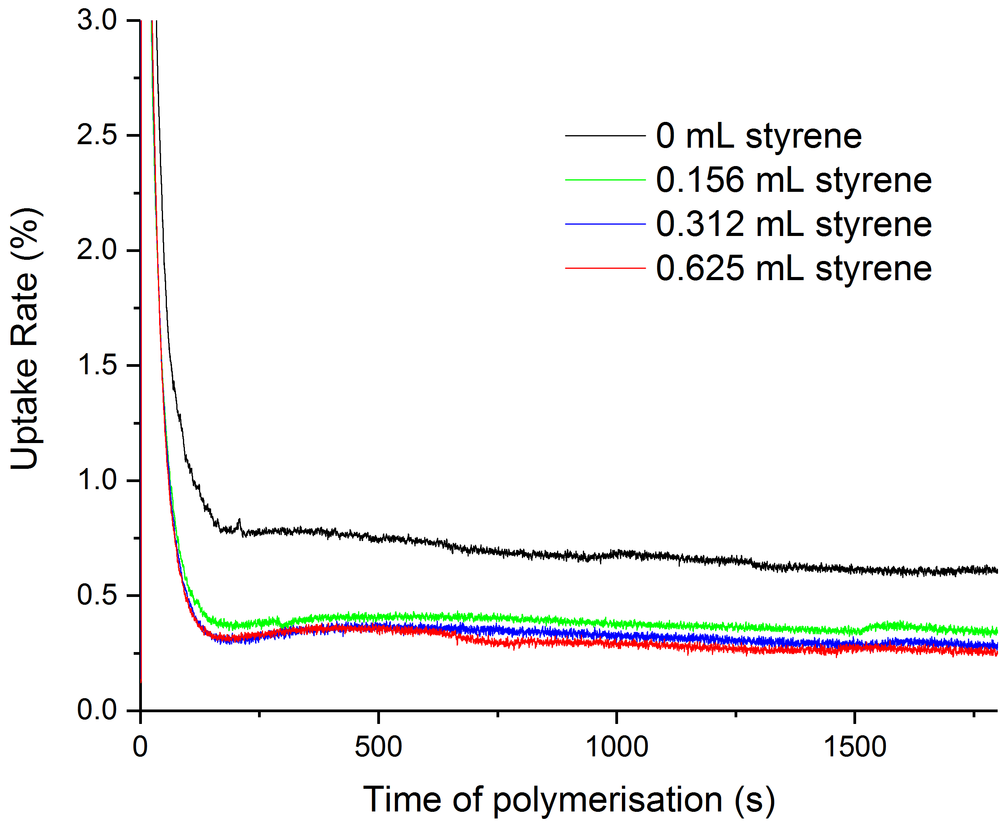 3.0
2.5
2.0
1.5
1.0
0.5
0.0
Uptake Rate (%)
0 mL styrene
0.156 mL styrene
0.312 mL styrene
0.625 mL styrene
0 500 1000 1500
Time of polymerisation (s)